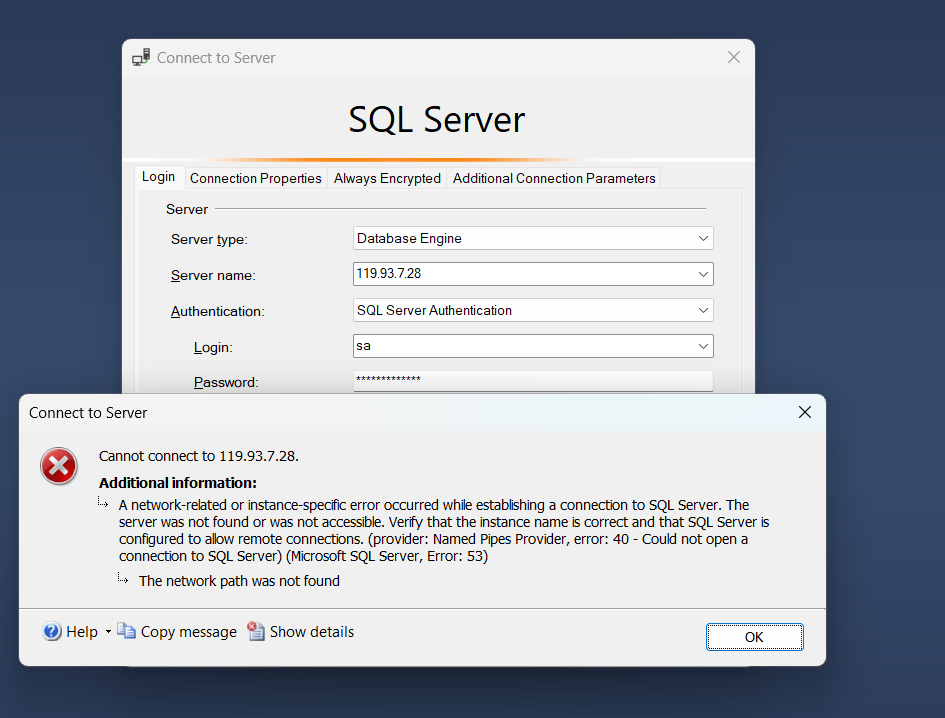 Connect to Server
SQL Server
Login
Connection Properties
Always Encrypted
Additional Connection Parameters
Server
Server type:
Database Engine
Server name:
119.93.7.28
Authentication:
SQL Server Authentication
Login:
sa
Password:
*************
Connect to Server
Cannot connect to 119.93.7.28.
Additional information:
A network-related or instance-specific error occurred while establishing a connection to SQL Server. The
server was not found or was not accessible. Verify that the instance name is correct and that SQL Server is
configured to allow remote connections. (provider: Named Pipes Provider, error: 40 - Could not open a
connection to SQL Server) (Microsoft SQL Server, Error: 53)
The network path was not found
Help
Copy message
Show details
OK